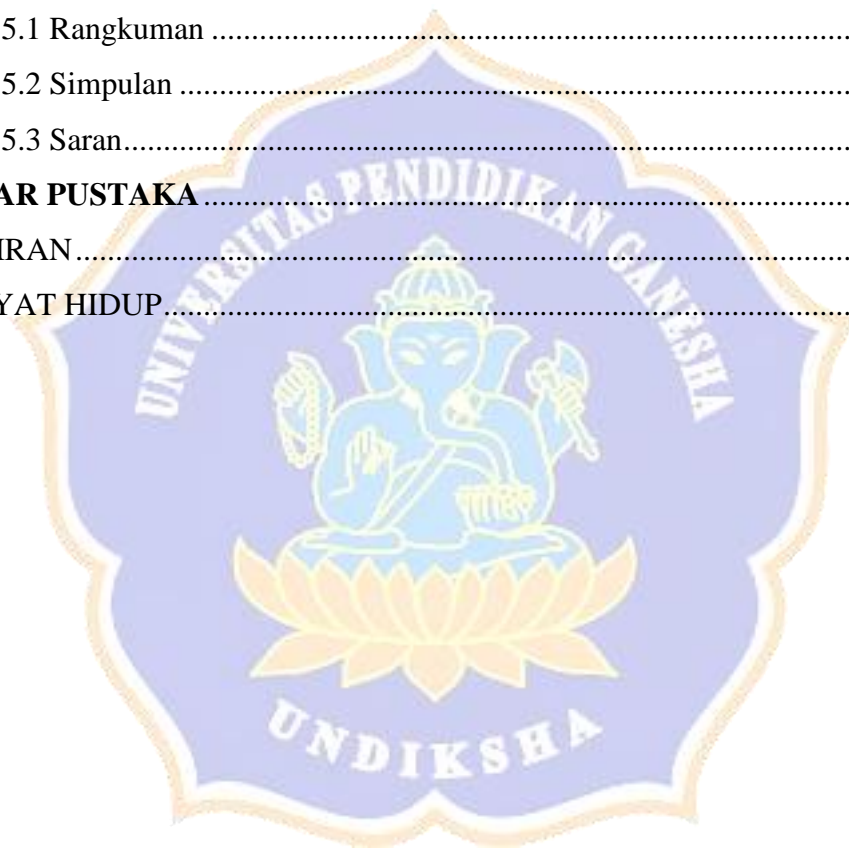 5.1 Rangkuman ...............................................................................
5.2 Simpulan ...................................................................................
5.3 Saran..........................................................................................
AR PUSTAKA ................................................................................
IRAN.................................................................................................
YAT HIDUP......................................................................................
UNIVERSITAS PENDIDIKAN GANESHA
UNDIKSHA